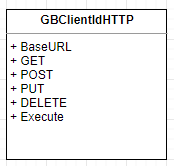 GBClientIdHTTP
+ BaseURL
+ GET
+ POST
+ PUT
+ DELETE
+ Execute